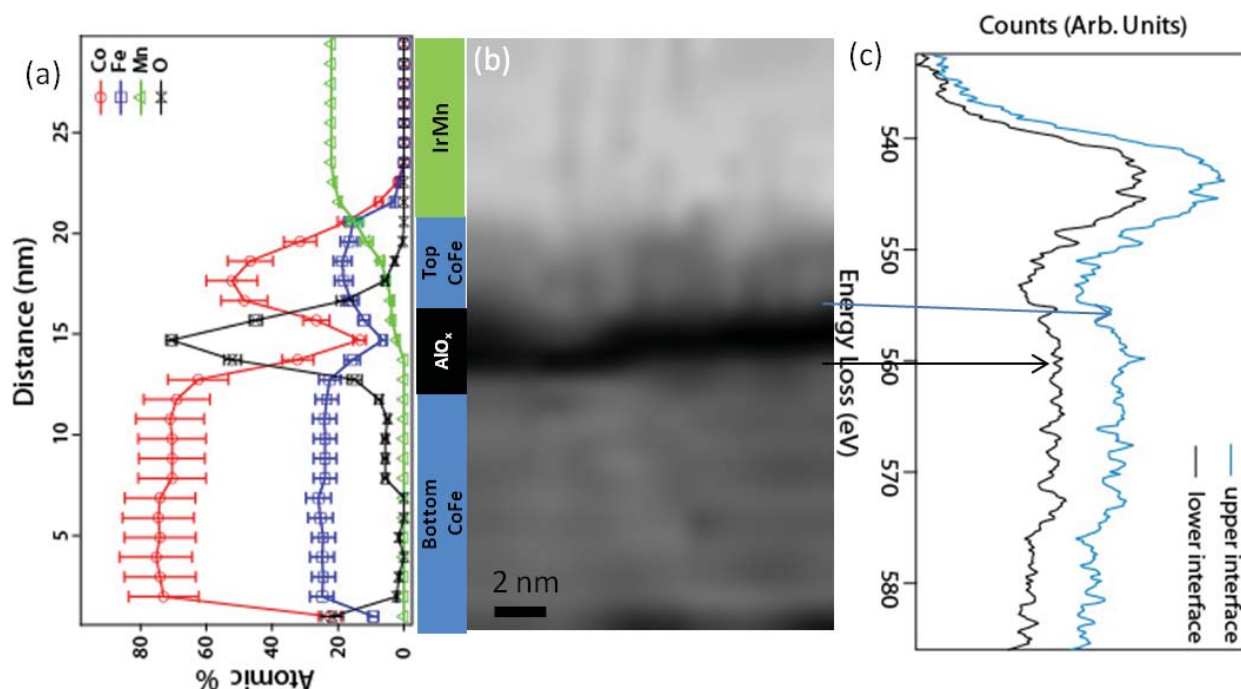 (a)
Co
Fe
Mn
O
Distance (nm)
5
10
15
20
25
Atomic %
80
60
40
20
0
IrMn
Top
CoFe
AlOₓ
Bottom
CoFe
(b)
2 nm
(c)
Counts (Arb. Units)
Energy Loss (eV)
540
550
560
570
580
upper interface
lower interface